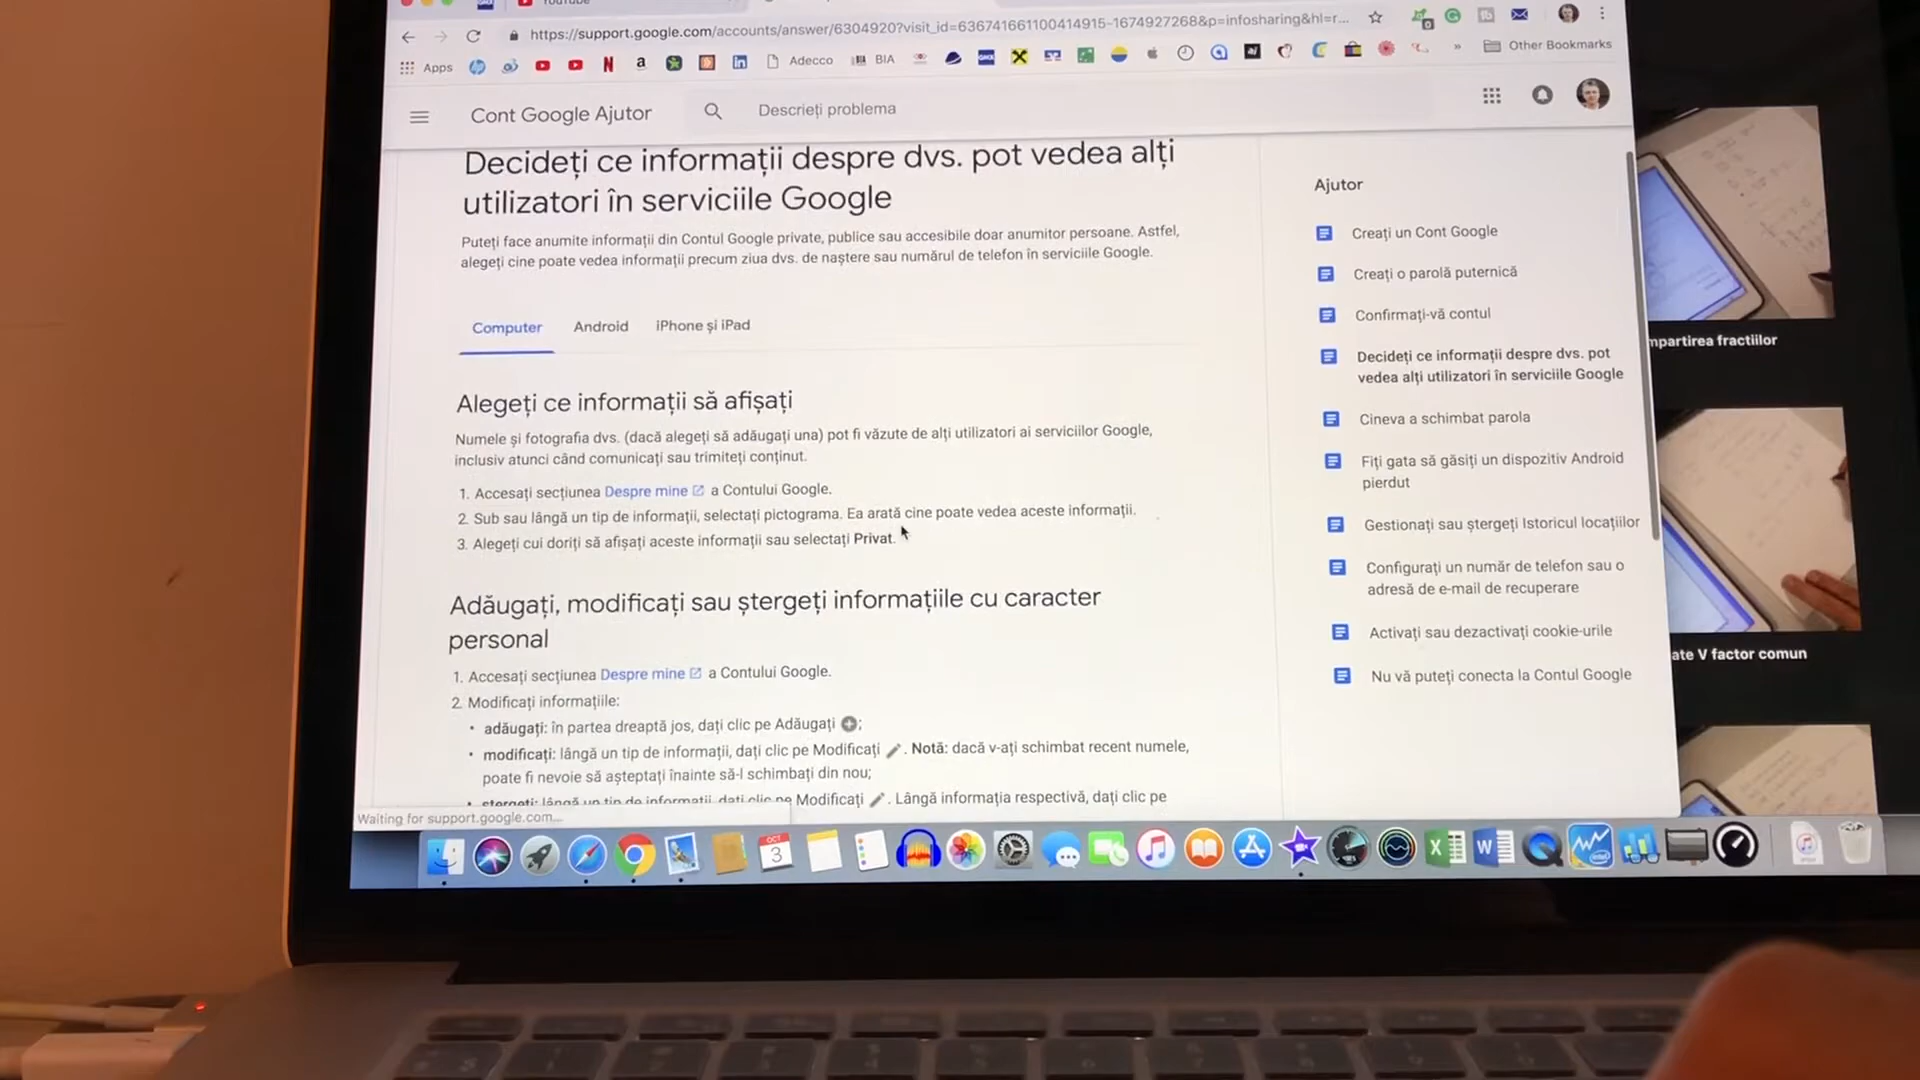 YouTube
https://support.google.com/accounts/answer/6304920?visit_id=636741661100414915-1674927268&p=infosharing&hl=r...
Apps
Adecco
BIA
Other Bookmarks
Cont Google Ajutor
Descrieți problema
Decideți ce informații despre dvs. pot vedea alți
utilizatori în serviciile Google
Puteți face anumite informații din Contul Google private, publice sau accesibile doar anumitor persoane. Astfel,
alegeți cine poate vedea informații precum ziua dvs. de naștere sau numărul de telefon în serviciile Google.
Computer
Android
iPhone și iPad
Alegeți ce informații să afișați
Numele și fotografia dvs. (dacă alegeți să adăugați una) pot fi văzute de alți utilizatori ai serviciilor Google,
inclusiv atunci când comunicați sau trimiteți conținut.
1. Accesați secțiunea Despre mine a Contului Google.
2. Sub sau lângă un tip de informații, selectați pictograma. Ea arată cine poate vedea aceste informații.
3. Alegeți cui doriți să afișați aceste informații sau selectați Privat.
Adăugați, modificați sau ștergeți informațiile cu caracter
personal
1. Accesați secțiunea Despre mine a Contului Google.
2. Modificați informațiile:
• adăugați: în partea dreaptă jos, dați clic pe Adăugați ;
• modificați: lângă un tip de informații, dați clic pe Modificați . Notă: dacă v-ați schimbat recent numele,
poate fi nevoie să așteptați înainte să-l schimbați din nou;
• ștergeți: lângă un tip de informații, dați clic pe Modificați . Lângă informația respectivă, dați clic pe
Waiting for support.google.com...
Ajutor
Creați un Cont Google
Creați o parolă puternică
Confirmați-vă contul
Decideți ce informații despre dvs. pot
vedea alți utilizatori în serviciile Google
Cineva a schimbat parola
Fiți gata să găsiți un dispozitiv Android
pierdut
Gestionați sau ștergeți Istoricul locațiilor
Configurați un număr de telefon sau o
adresă de e-mail de recuperare
Activați sau dezactivați cookie-urile
Nu vă puteți conecta la Contul Google
mpartirea fractiilor
ate V factor comun
OCT
3